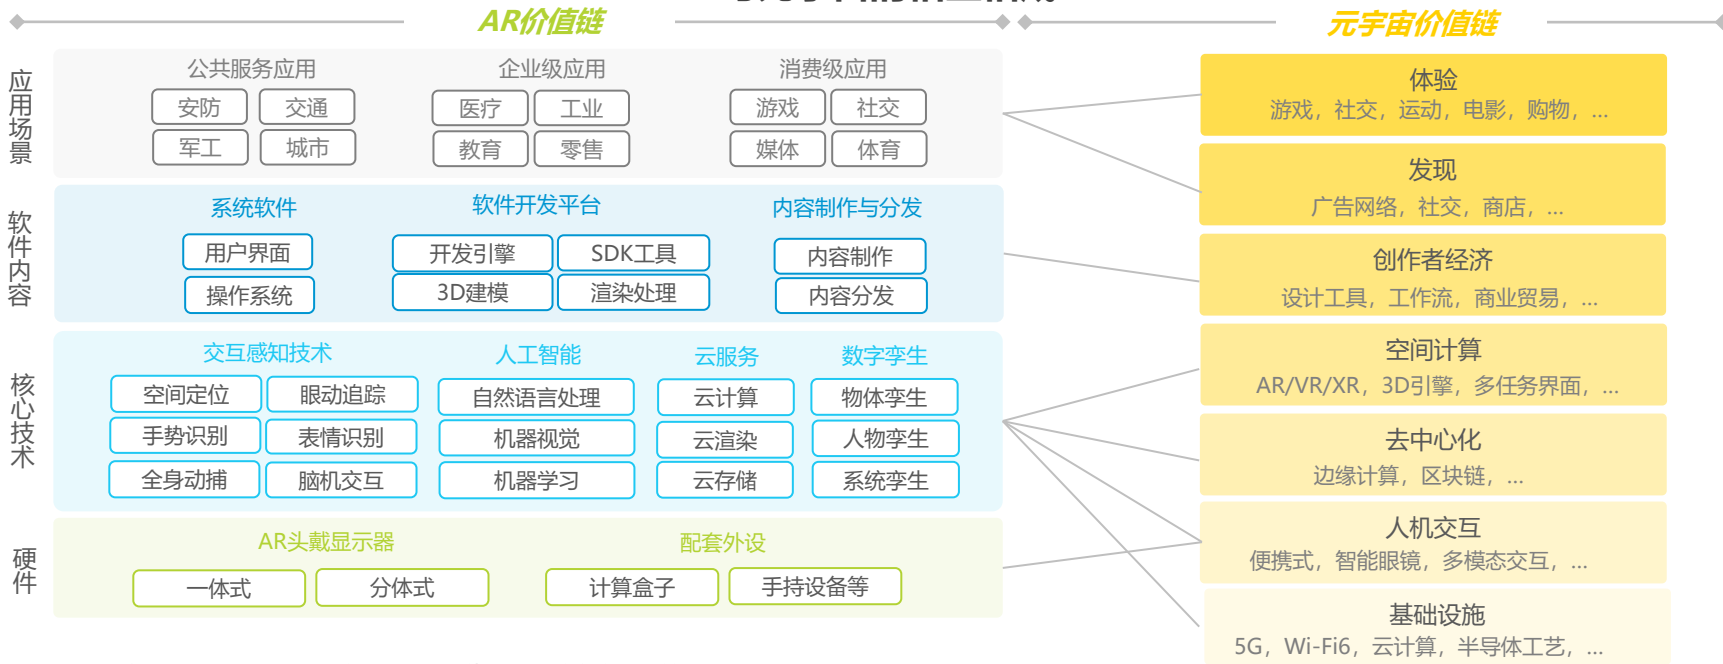 AR价值链
元宇宙价值链
应用场景
公共服务应用
安防
交通
军工
城市
企业级应用
医疗
工业
教育
零售
消费级应用
游戏
社交
媒体
体育
软件内容
系统软件
用户界面
操作系统
软件开发平台
开发引擎
SDK工具
3D建模
渲染处理
内容制作与分发
内容制作
内容分发
核心技术
交互感知技术
空间定位
眼动追踪
手势识别
表情识别
全身动捕
脑机交互
人工智能
自然语言处理
机器视觉
机器学习
云服务
云计算
云渲染
云存储
数字孪生
物体孪生
人物孪生
系统孪生
硬件
AR头戴显示器
一体式
分体式
配套外设
计算盒子
手持设备等
体验
游戏，社交，运动，电影，购物，...
发现
广告网络，社交，商店，...
创作者经济
设计工具，工作流，商业贸易，...
空间计算
AR/VR/XR，3D引擎，多任务界面，...
去中心化
边缘计算，区块链，...
人机交互
便携式，智能眼镜，多模态交互，...
基础设施
5G，Wi-Fi6，云计算，半导体工艺，...